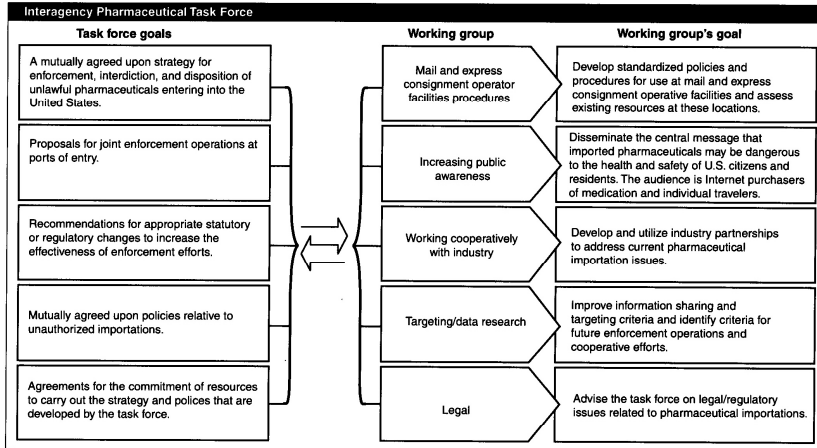 Interagency Pharmaceutical Task Force
Task force goals
A mutually agreed upon strategy for
enforcement, interdiction, and disposition of
unlawful pharmaceuticals entering into the
United States.
Proposals for joint enforcement operations at
ports of entry.
Recommendations for appropriate statutory
or regulatory changes to increase the
effectiveness of enforcement efforts.
Mutually agreed upon policies relative to
unauthorized importations.
Agreements for the commitment of resources
to carry out the strategy and polices that are
developed by the task force.
Working group
Mail and express
consignment operator
facilities procedures
Increasing public
awareness
Working cooperatively
with industry
Targeting/data research
Legal
Working group's goal
Develop standardized policies and
procedures for use at mail and express
consignment operative facilities and assess
existing resources at these locations.
Disseminate the central message that
imported pharmaceuticals may be dangerous
to the health and safety of U.S. citizens and
residents. The audience is Internet purchasers
of medication and individual travelers.
Develop and utilize industry partnerships
to address current pharmaceutical
importation issues.
Improve information sharing and
targeting criteria and identify criteria for
future enforcement operations and
cooperative efforts.
Advise the task force on legal/regulatory
issues related to pharmaceutical importations.